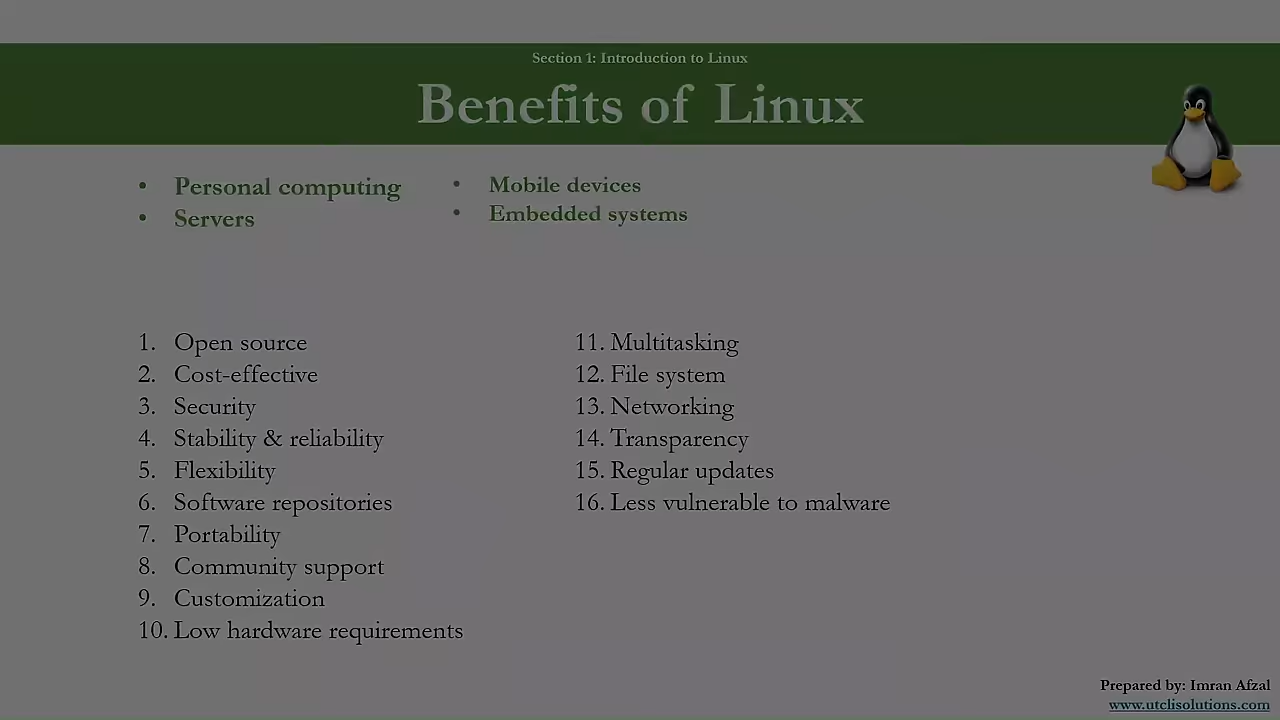 Section 1: Introduction to Linux
Benefits of Linux
• Personal computing
• Servers
• Mobile devices
• Embedded systems
1. Open source
2. Cost-effective
3. Security
4. Stability & reliability
5. Flexibility
6. Software repositories
7. Portability
8. Community support
9. Customization
10. Low hardware requirements
11. Multitasking
12. File system
13. Networking
14. Transparency
15. Regular updates
16. Less vulnerable to malware
Prepared by: Imran Afzal
www.utclisolutions.com